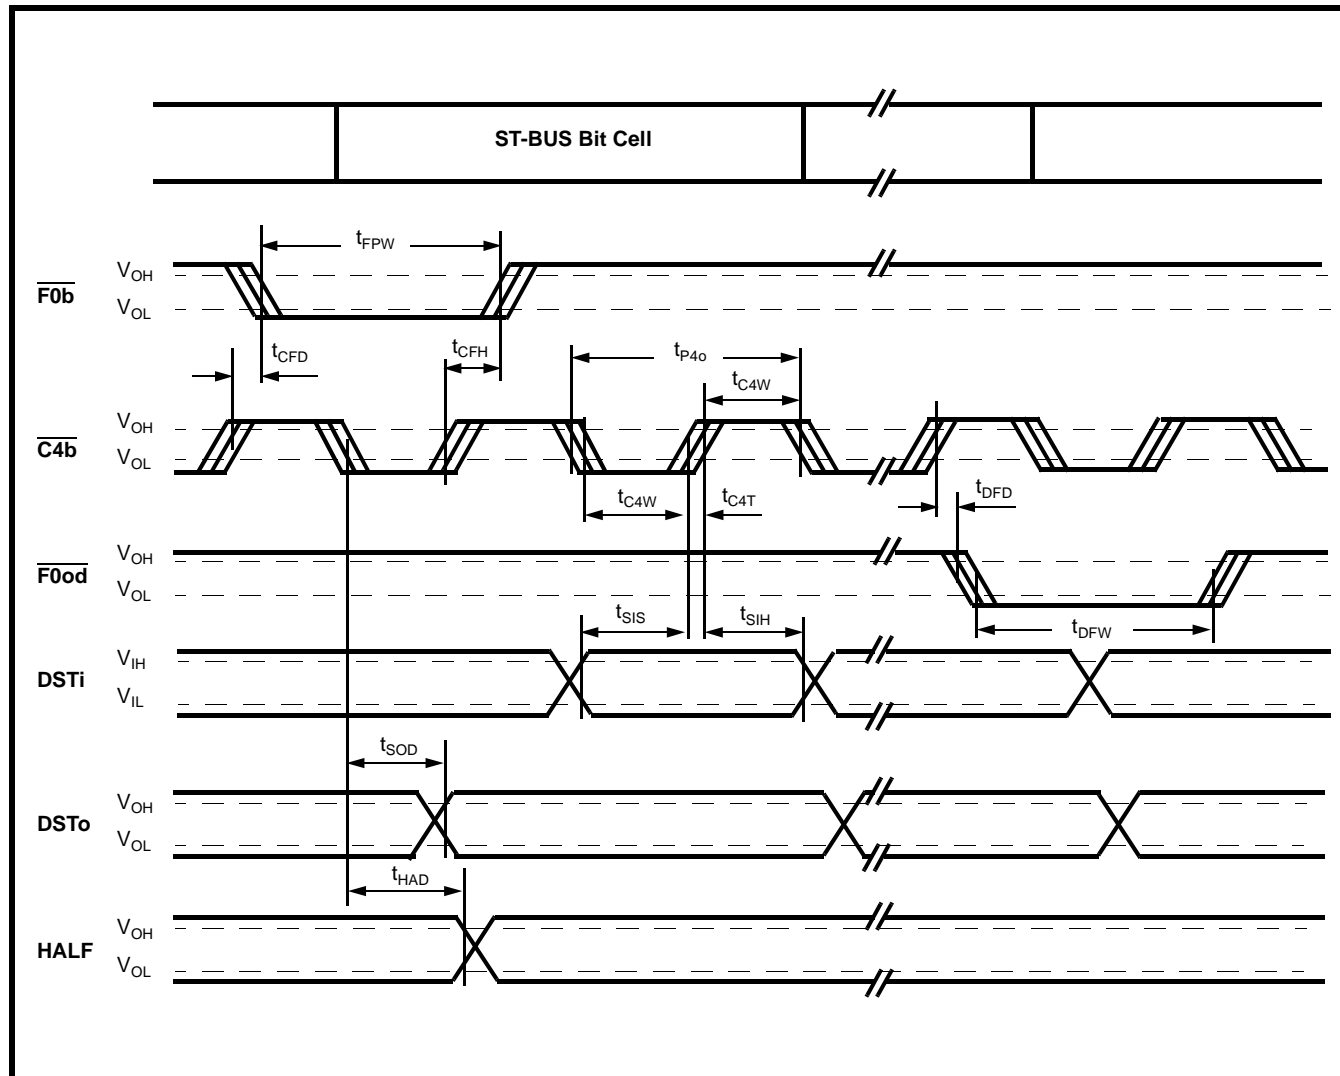 ST-BUS Bit Cell
tFPW
F0b
VOH
VOL
tCFD
tCFH
tP4o
tC4W
C4b
VOH
VOL
tC4W
tC4T
tDFD
F0od
VOH
VOL
tSIS
tSIH
tDFW
DSTi
VIH
VIL
tSOD
DSTo
VOH
VOL
tHAD
HALF
VOH
VOL